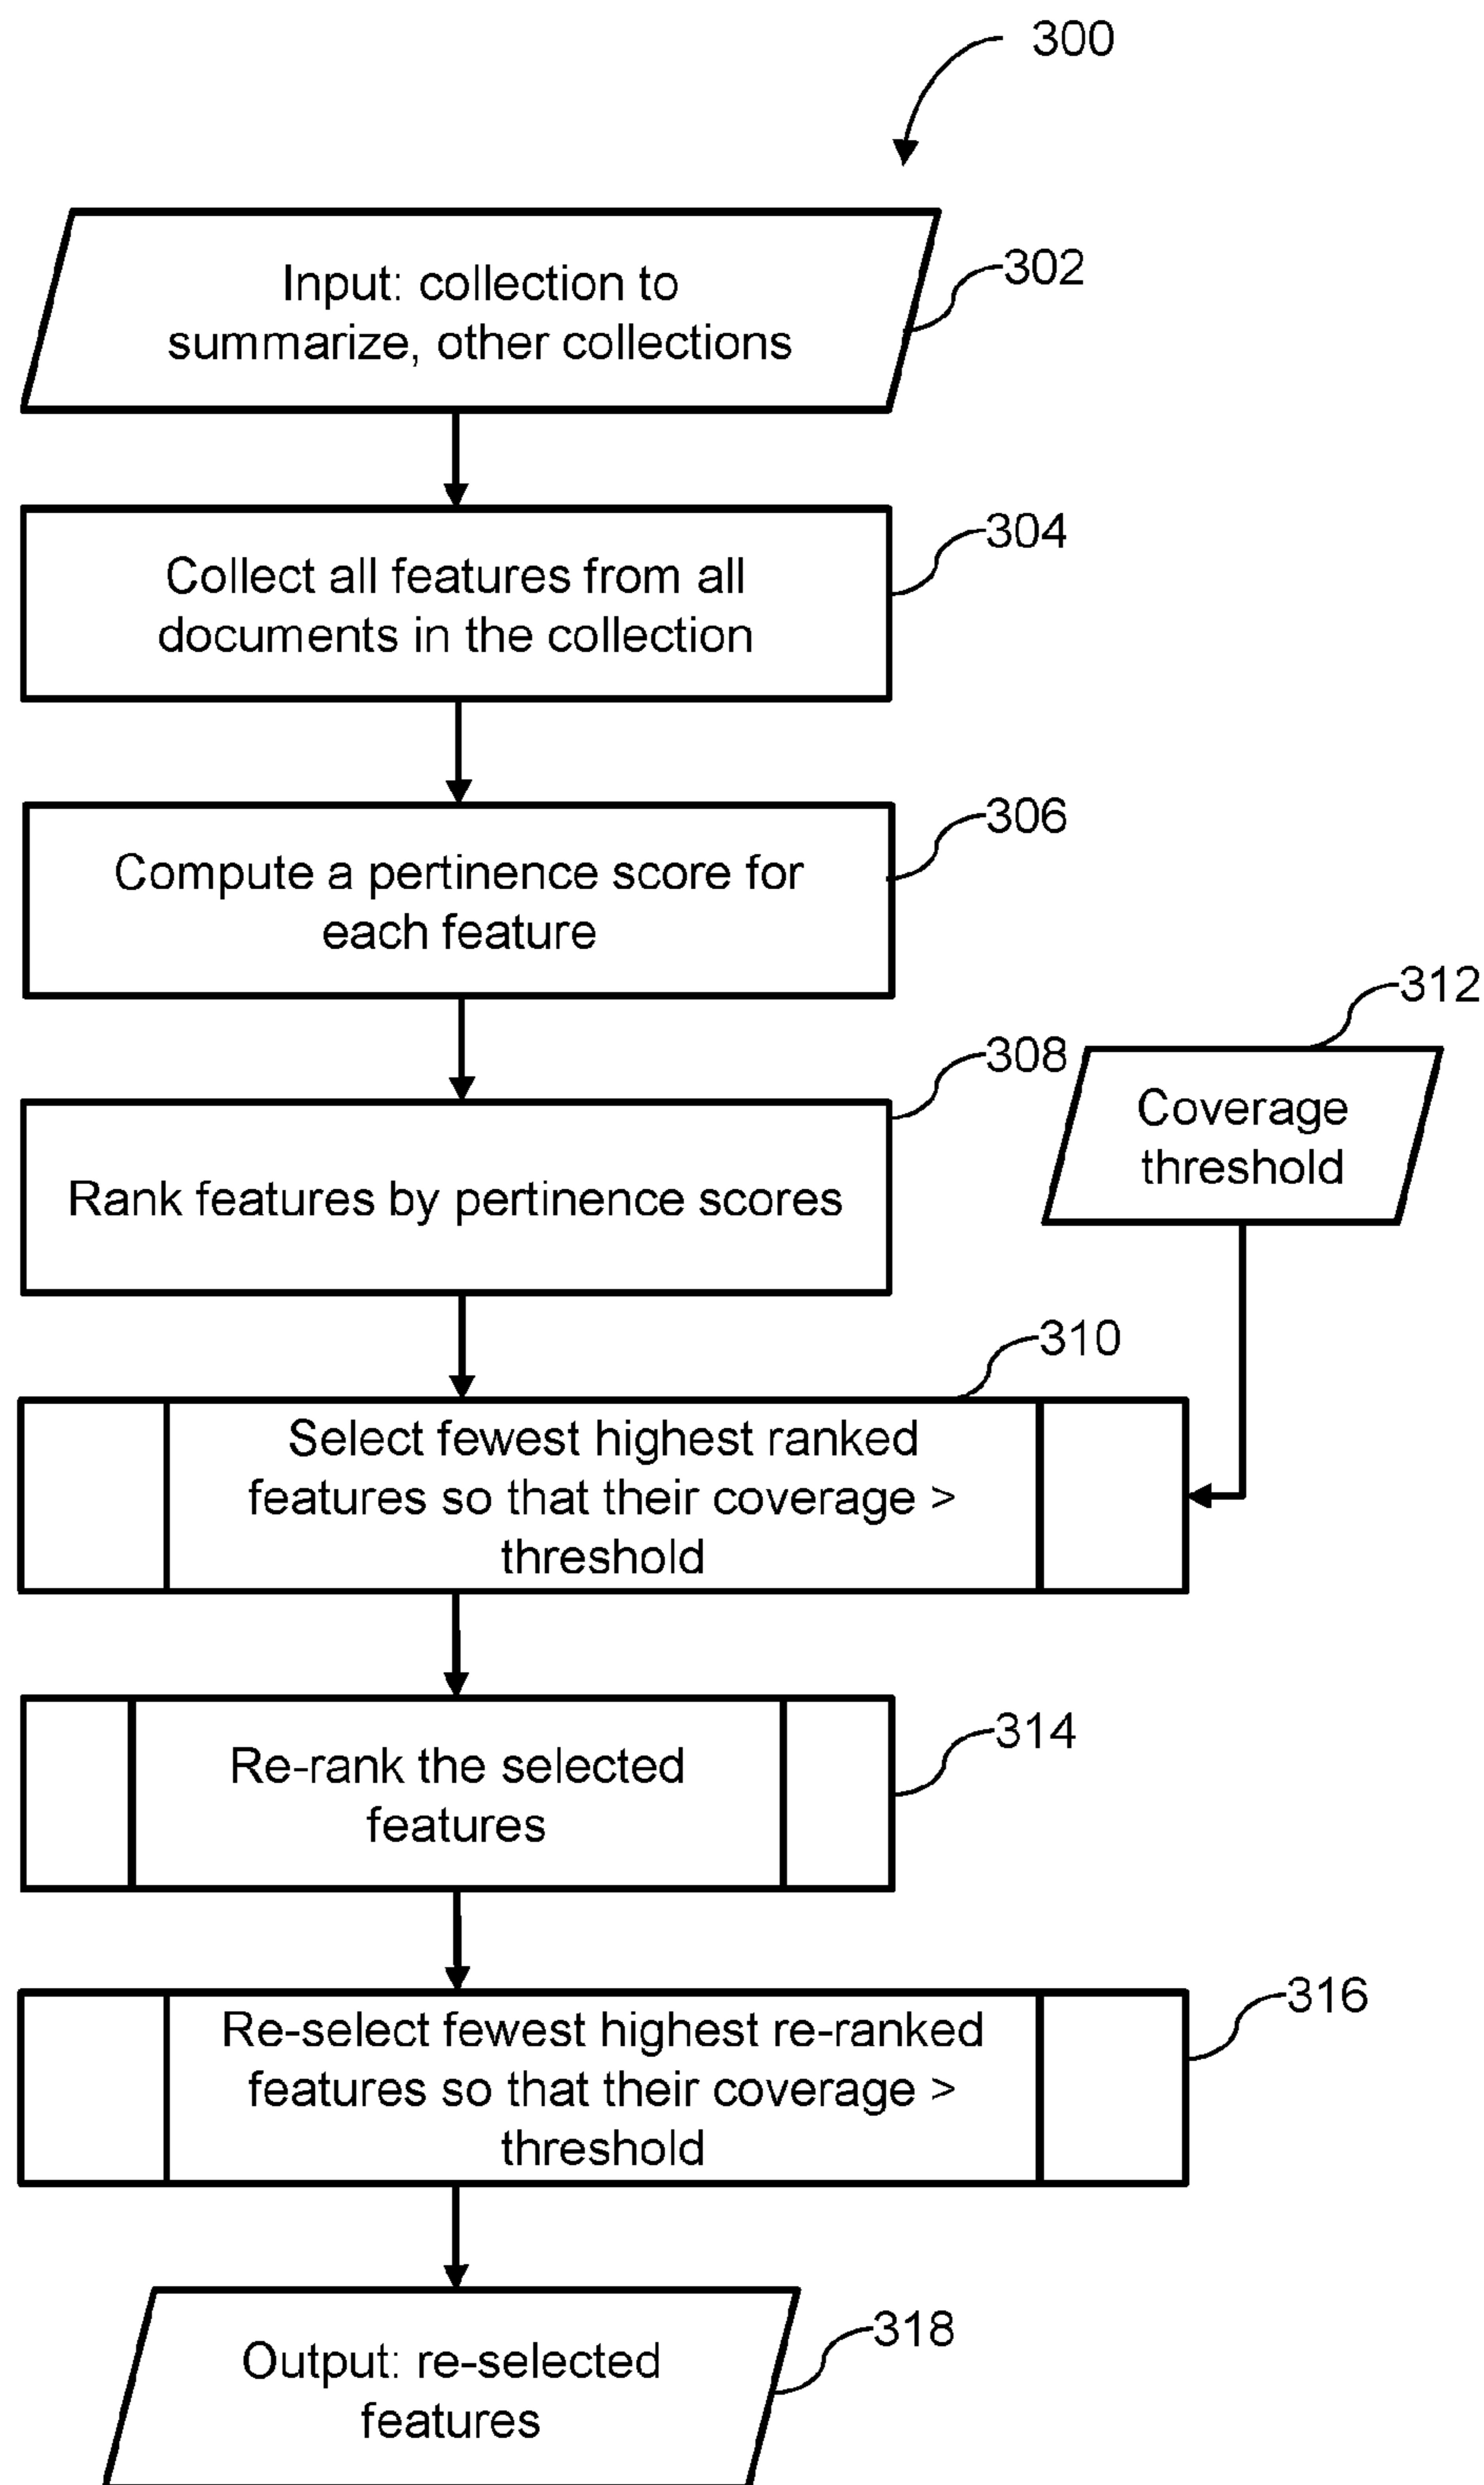 300
Input: collection to
summarize, other collections
302
Collect all features from all
documents in the collection
304
Compute a pertinence score for
each feature
306
Rank features by pertinence scores
308
Coverage
threshold
312
Select fewest highest ranked
features so that their coverage >
threshold
310
Re-rank the selected
features
314
Re-select fewest highest re-ranked
features so that their coverage >
threshold
316
Output: re-selected
features
318